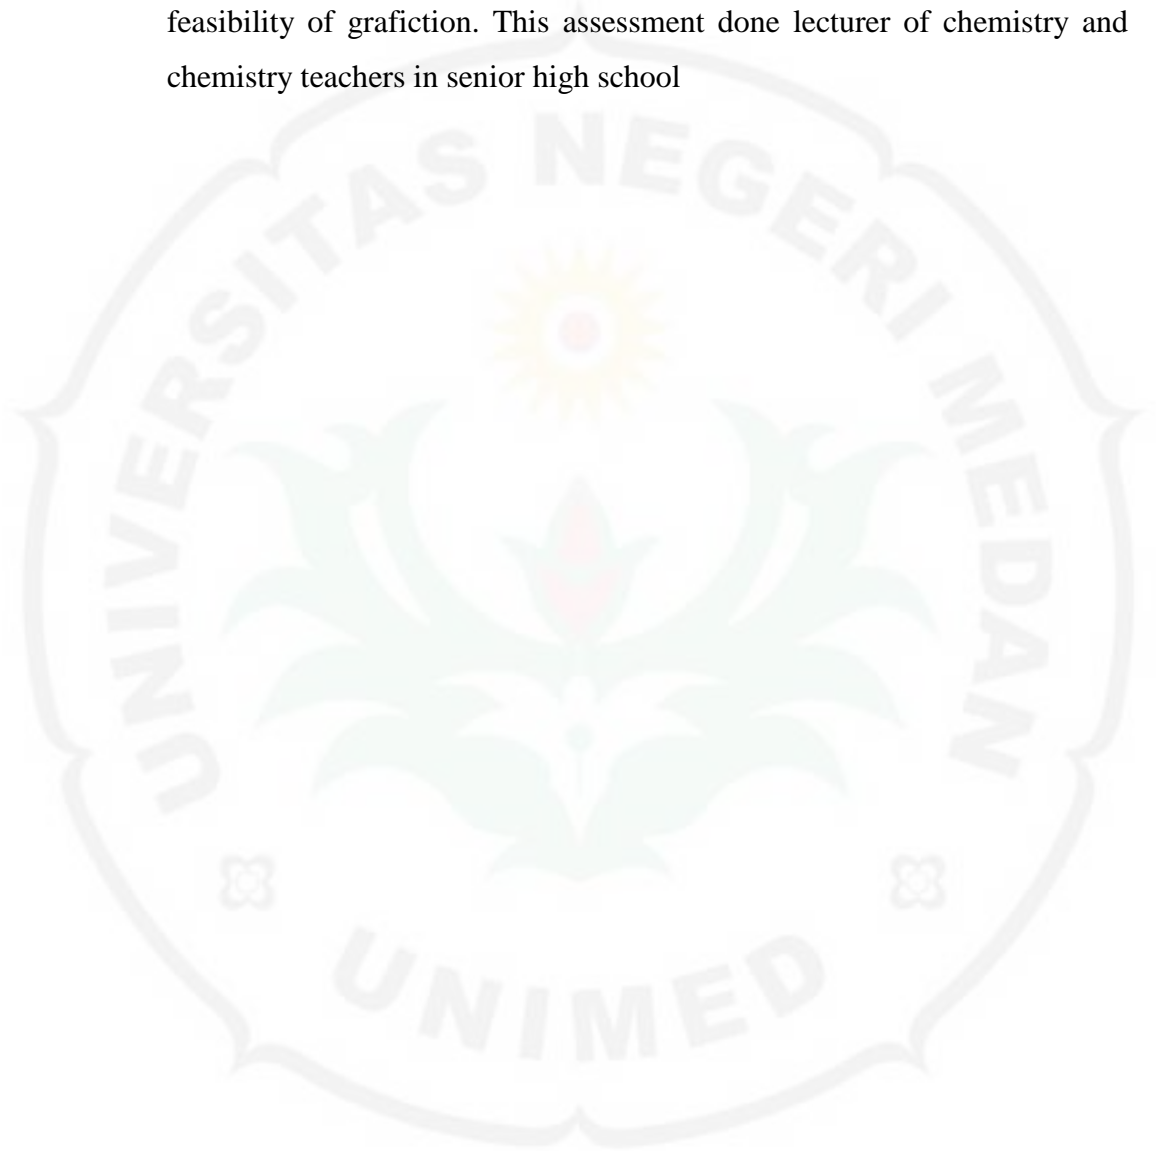 feasibility of grafiction. This assessment done lecturer of chemistry and
chemistry teachers in senior high school
UNIVERSITAS NEGERI MEDAN
UNIMED